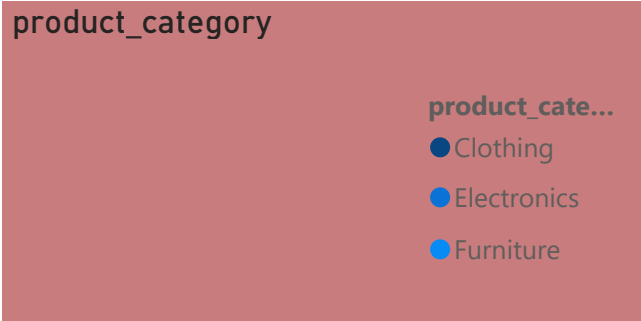 product_category
product_cate...
Clothing
Electronics
Furniture